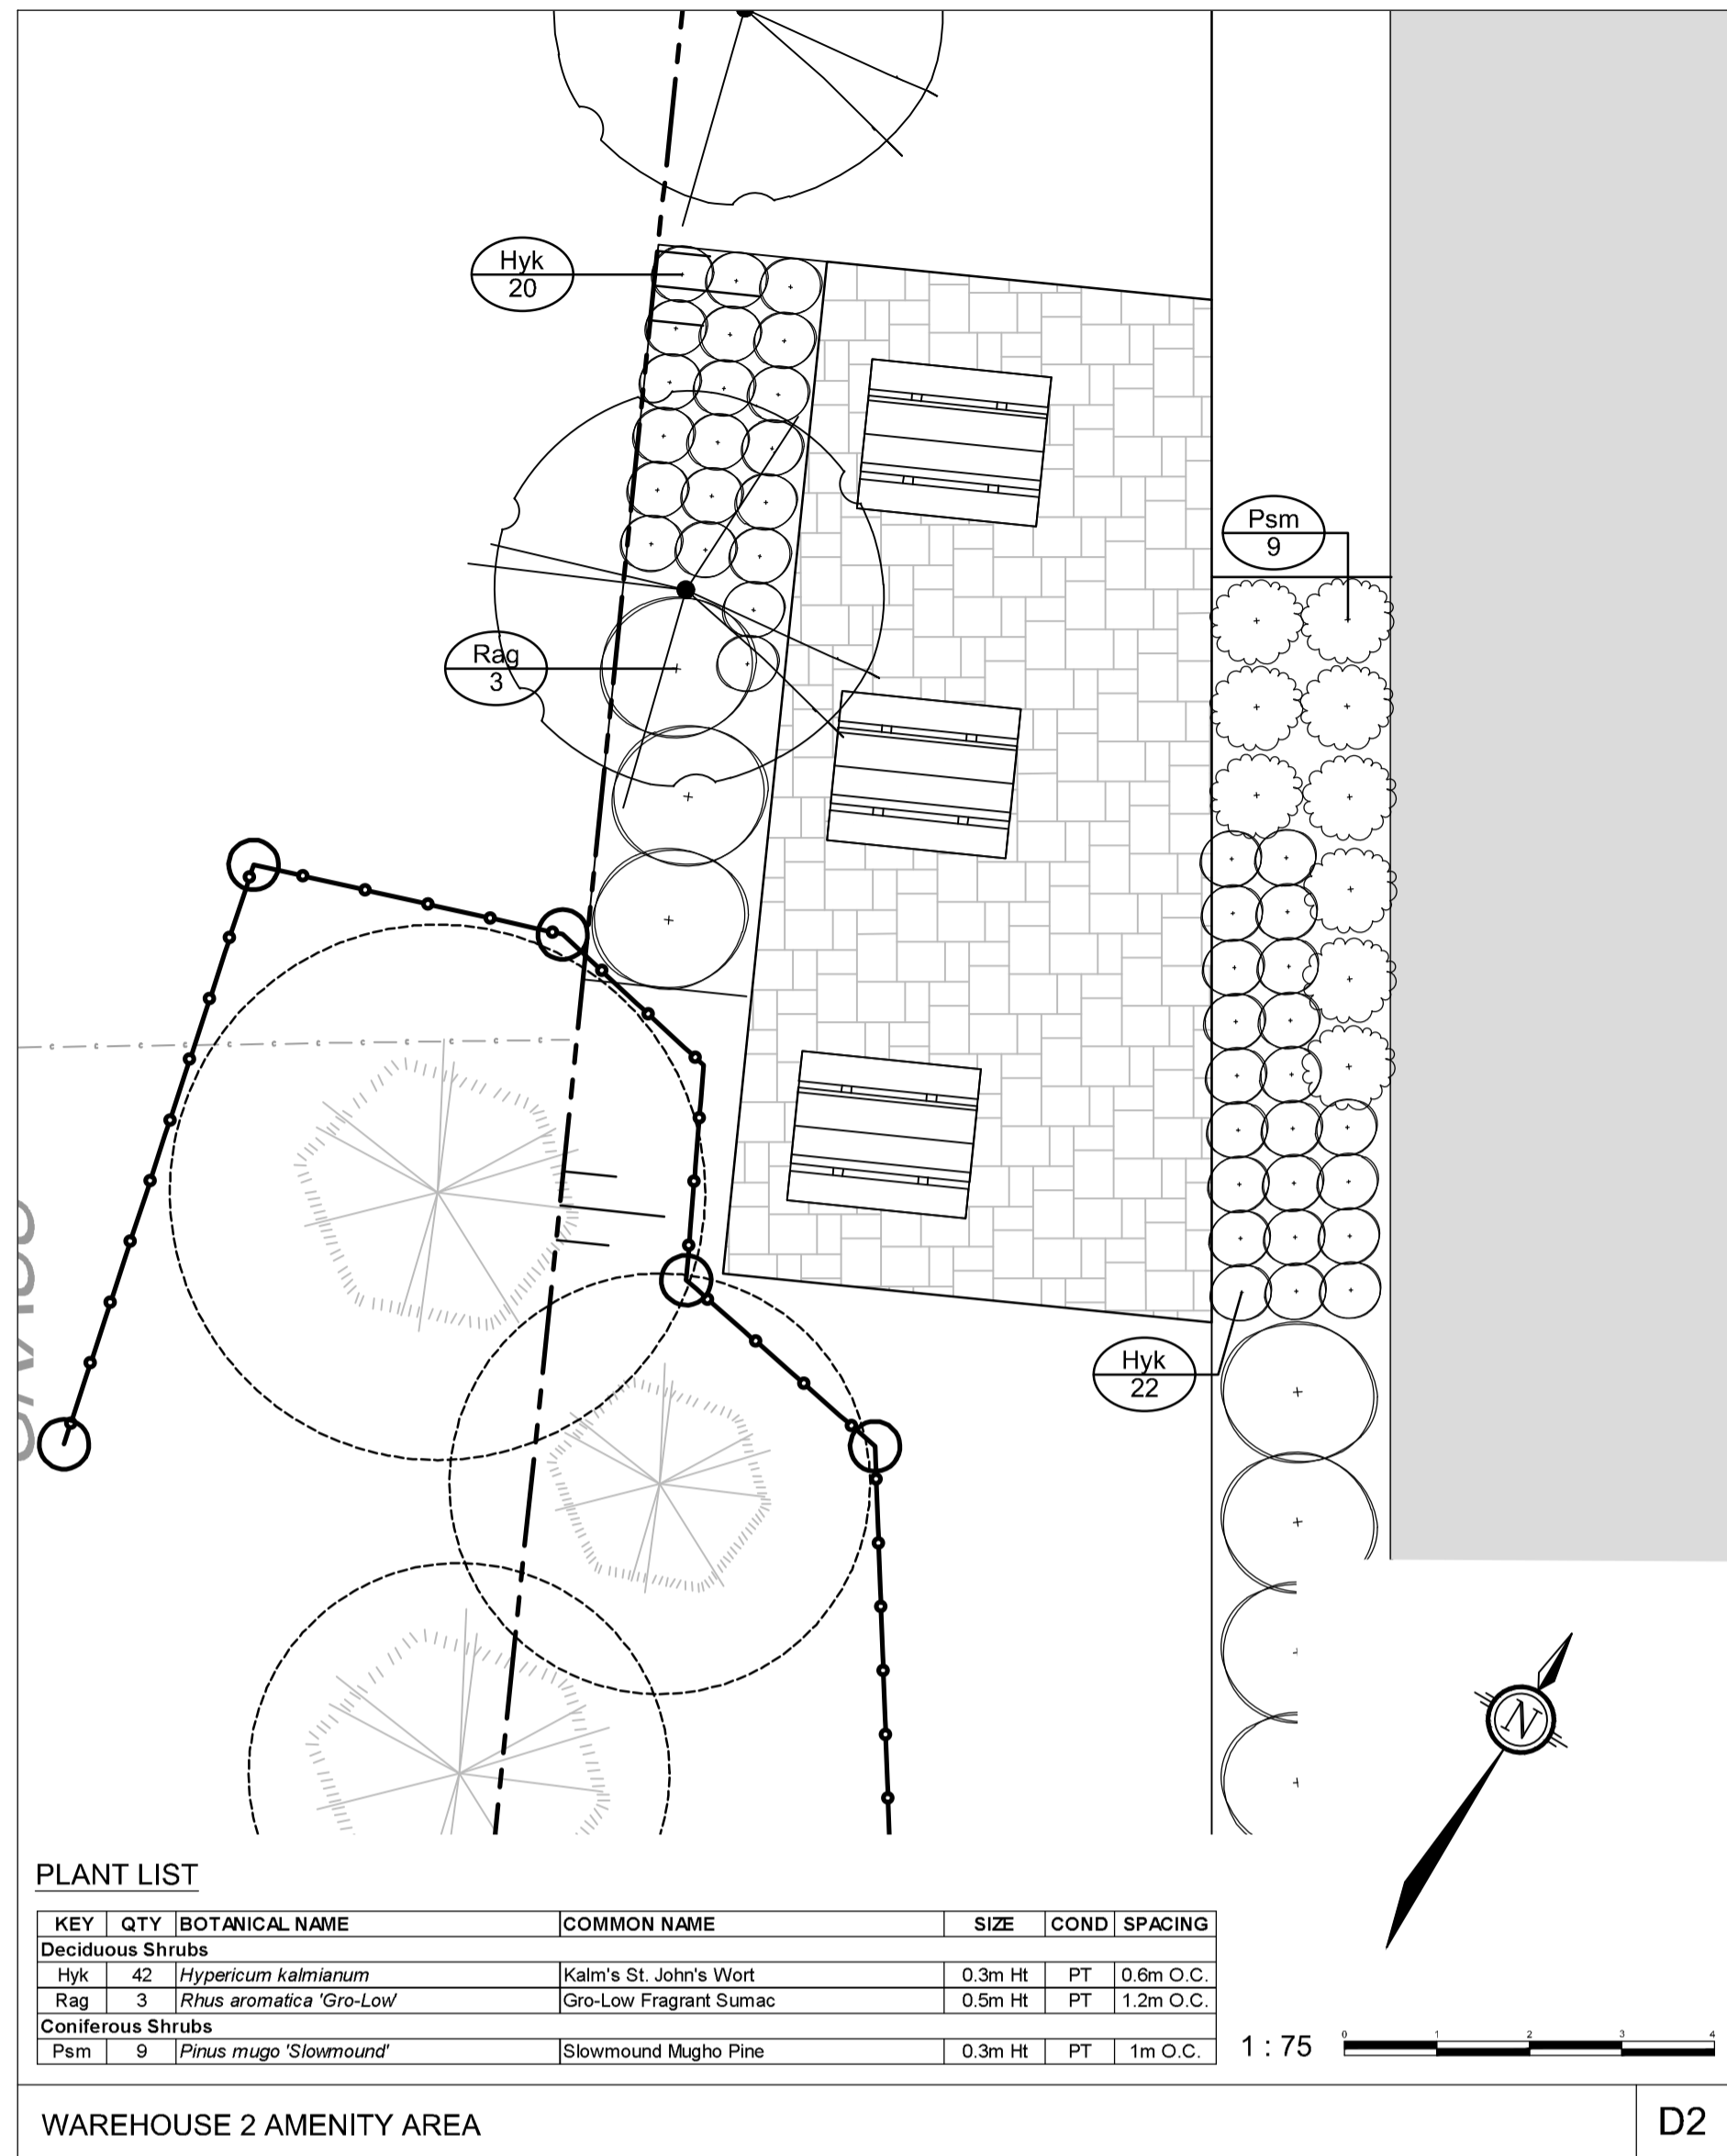 Hyk
20
Psm
9
Rag
3
Hyk
22
N
PLANT LIST
KEY QTY BOTANICAL NAME COMMON NAME SIZE COND SPACING
Deciduous Shrubs
Hyk 42 Hypericum kalmianum Kalm's St. John's Wort 0.3m Ht PT 0.6m O.C.
Rag 3 Rhus aromatica 'Gro-Low' Gro-Low Fragrant Sumac 0.5m Ht PT 1.2m O.C.
Coniferous Shrubs
Psm 9 Pinus mugo 'Slowmound' Slowmound Mugho Pine 0.3m Ht PT 1m O.C.
1 : 75 0 1 2 3 4
WAREHOUSE 2 AMENITY AREA D2